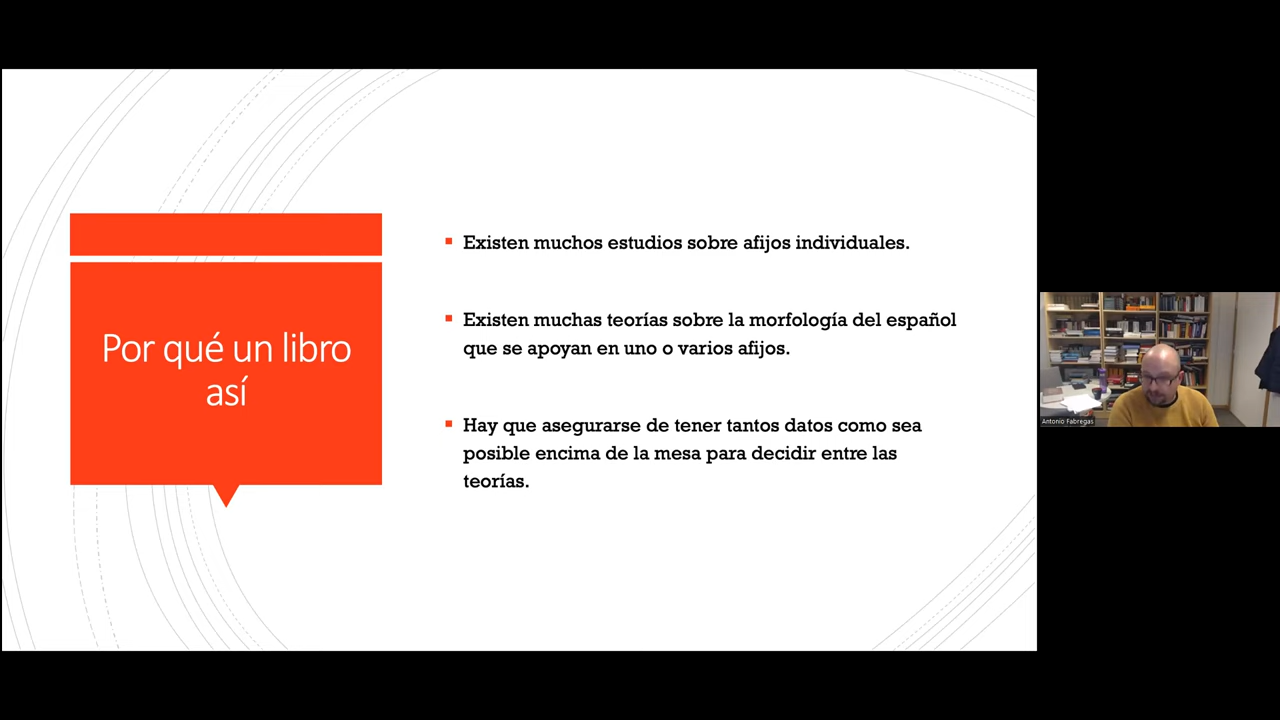 Por qué un libro
así
Existen muchos estudios sobre afijos individuales.
Existen muchas teorías sobre la morfología del español
que se apoyan en uno o varios afijos.
Hay que asegurarse de tener tantos datos como sea
posible encima de la mesa para decidir entre las
teorías.
Antonio Fabregas